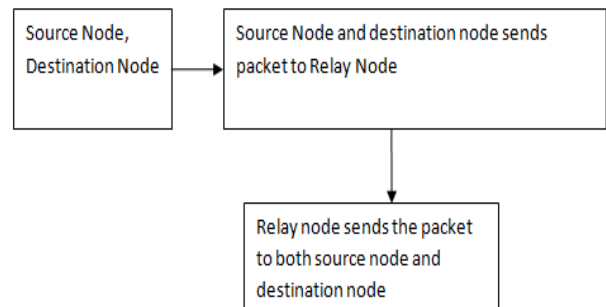 Source Node,
Destination Node
Source Node and destination node sends
packet to Relay Node
Relay node sends the packet
to both source node and
destination node